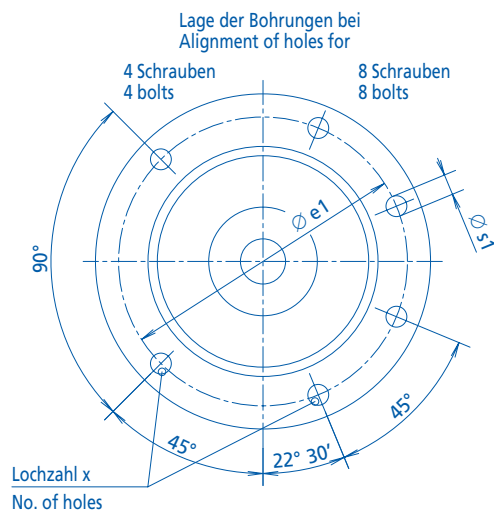 Lage der Bohrungen bei
Alignment of holes for
4 Schrauben
4 bolts
8 Schrauben
8 bolts
Ø e1
Ø s1
90°
45°
45°
22° 30'
Lochzahl x
No. of holes